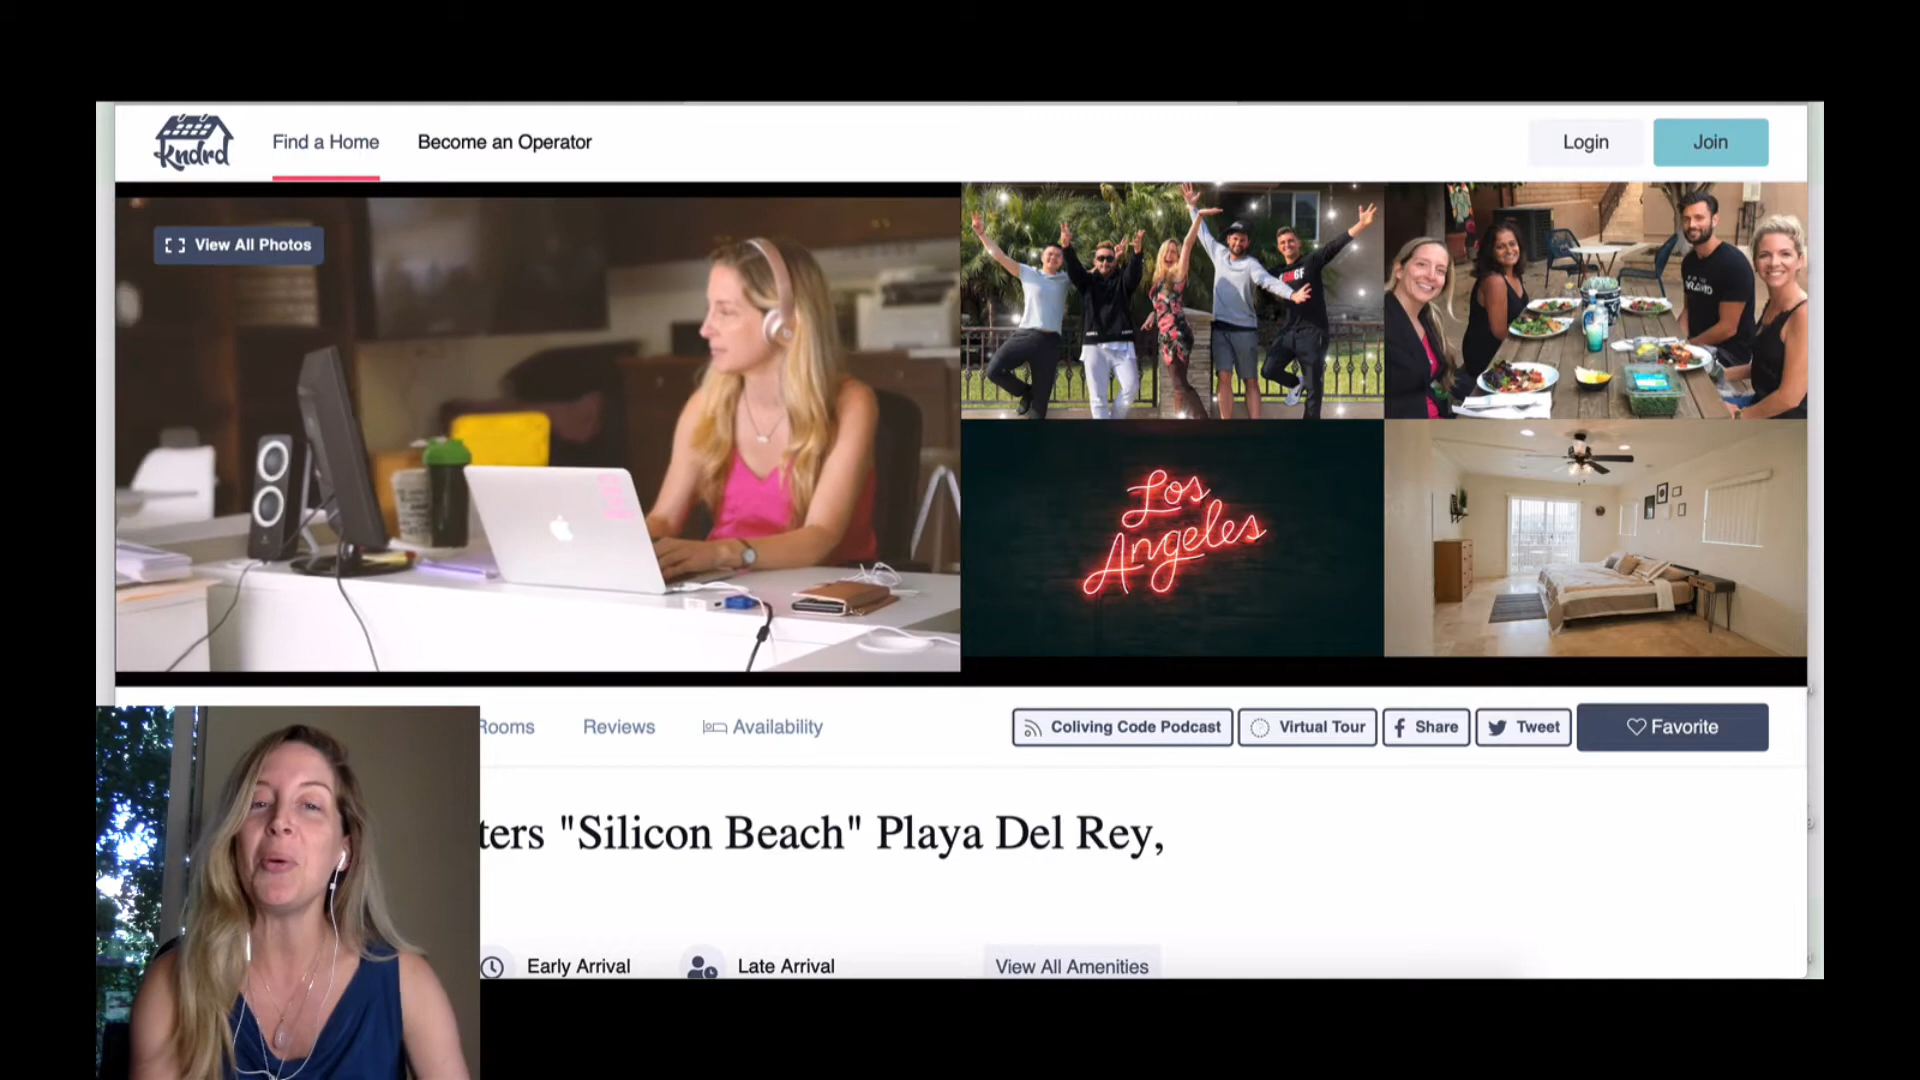 Kndrd
Find a Home
Become an Operator
Login
Join
View All Photos
Los
Angeles
Rooms
Reviews
Availability
Coliving Code Podcast
Virtual Tour
Share
Tweet
Favorite
ters "Silicon Beach" Playa Del Rey,
Early Arrival
Late Arrival
View All Amenities